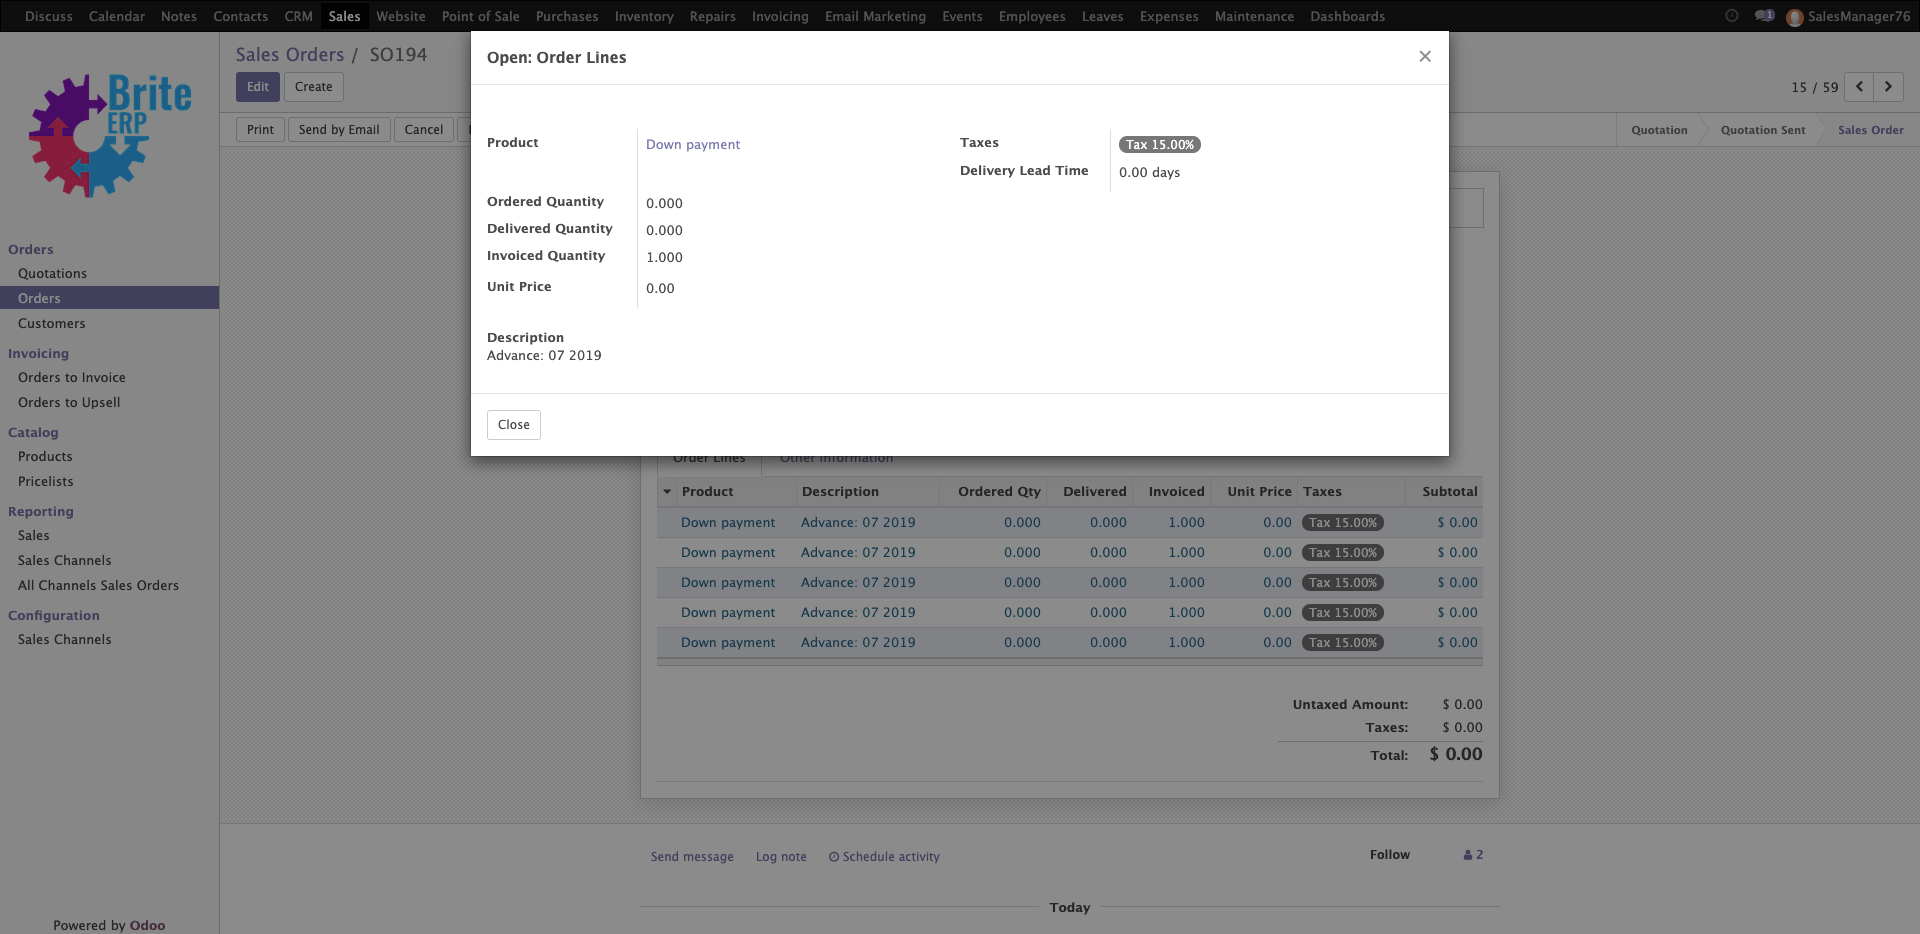 Discuss Calendar Notes Contacts CRM Sales Website Point of Sale Purchases Inventory Repairs Invoicing Email Marketing Events Employees Leaves Expenses Maintenance Dashboards 1 SalesManager76
Brite
ERP
Sales Orders / SO194
Edit Create
15 / 59
Print Send by Email Cancel
Quotation Quotation Sent Sales Order
Orders
Quotations
Orders
Customers
Invoicing
Orders to Invoice
Orders to Upsell
Catalog
Products
Pricelists
Reporting
Sales
Sales Channels
All Channels Sales Orders
Configuration
Sales Channels
Powered by Odoo
Open: Order Lines ×
Product Down payment
Taxes Tax 15.00%
Delivery Lead Time 0.00 days
Ordered Quantity 0.000
Delivered Quantity 0.000
Invoiced Quantity 1.000
Unit Price 0.00
Description
Advance: 07 2019
Close
Order Lines Other Information
Product Description Ordered Qty Delivered Invoiced Unit Price Taxes Subtotal
Down payment Advance: 07 2019 0.000 0.000 1.000 0.00 Tax 15.00% $ 0.00
Down payment Advance: 07 2019 0.000 0.000 1.000 0.00 Tax 15.00% $ 0.00
Down payment Advance: 07 2019 0.000 0.000 1.000 0.00 Tax 15.00% $ 0.00
Down payment Advance: 07 2019 0.000 0.000 1.000 0.00 Tax 15.00% $ 0.00
Down payment Advance: 07 2019 0.000 0.000 1.000 0.00 Tax 15.00% $ 0.00
Untaxed Amount: $ 0.00
Taxes: $ 0.00
Total: $ 0.00
Send message Log note Schedule activity Follow 2
Today